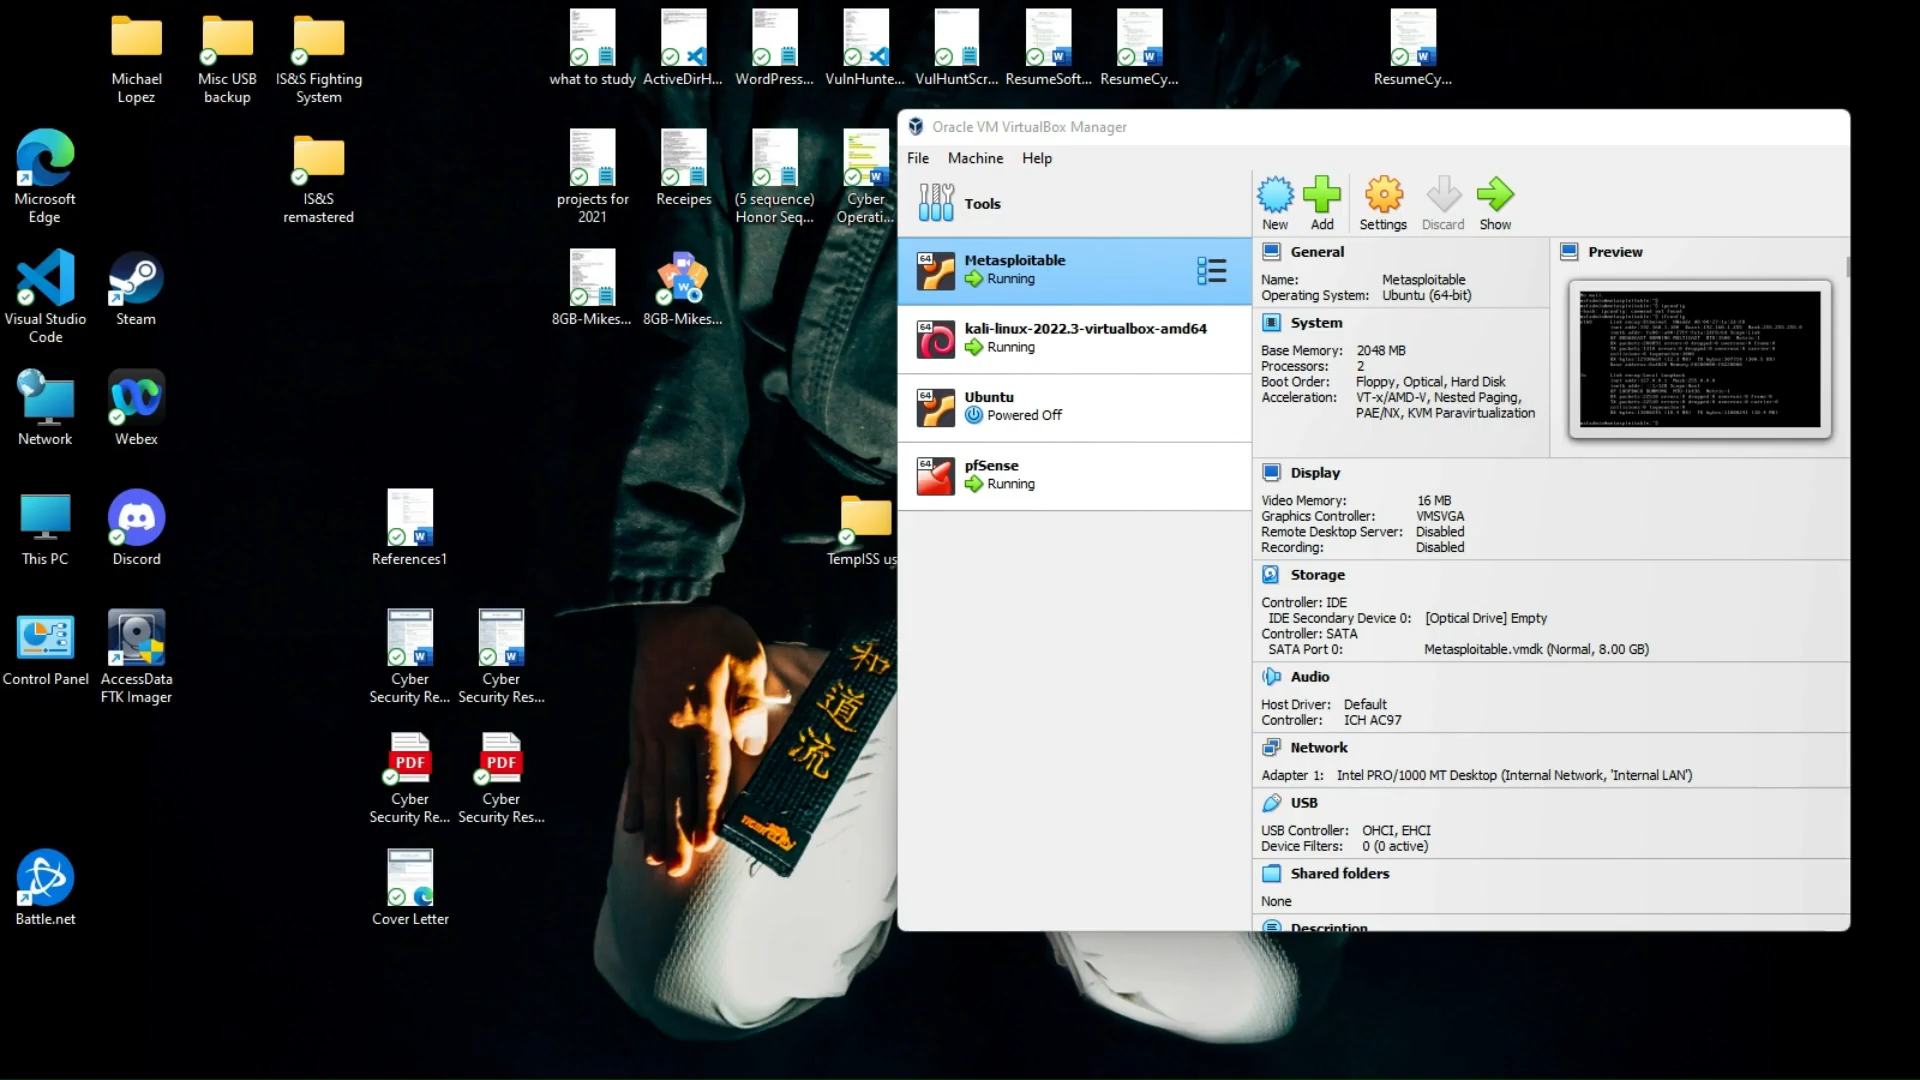 Michael
Lopez
Misc USB
backup
IS&S Fighting
System
what to study
ActiveDirH...
WordPress...
VulnHunte...
VulHuntScr...
ResumeSoft...
ResumeCy...
ResumeCy...
Microsoft
Edge
IS&S
remastered
projects for
2021
Receipes
(5 sequence)
Honor Seq...
Cyber
Operati...
Visual Studio
Code
Steam
8GB-Mikes...
8GB-Mikes...
Network
Webex
This PC
Discord
References1
TempISS us
Control Panel
AccessData
FTK Imager
Cyber
Security Re...
Cyber
Security Res...
PDF
Cyber
Security Re...
PDF
Cyber
Security Res...
Battle.net
Cover Letter
和
道
流
Oracle VM VirtualBox Manager
File Machine Help
Tools
New
Add
Settings
Discard
Show
64
Metasploitable
Running
64
kali-linux-2022.3-virtualbox-amd64
Running
64
Ubuntu
Powered Off
64
pfSense
Running
General
Name: Metasploitable
Operating System: Ubuntu (64-bit)
Preview
System
Base Memory: 2048 MB
Processors: 2
Boot Order: Floppy, Optical, Hard Disk
Acceleration: VT-x/AMD-V, Nested Paging,
PAE/NX, KVM Paravirtualization
Display
Video Memory: 16 MB
Graphics Controller: VMSVGA
Remote Desktop Server: Disabled
Recording: Disabled
Storage
Controller: IDE
IDE Secondary Device 0: [Optical Drive] Empty
Controller: SATA
SATA Port 0: Metasploitable.vmdk (Normal, 8.00 GB)
Audio
Host Driver: Default
Controller: ICH AC97
Network
Adapter 1: Intel PRO/1000 MT Desktop (Internal Network, 'Internal LAN')
USB
USB Controller: OHCI, EHCI
Device Filters: 0 (0 active)
Shared folders
None
Description